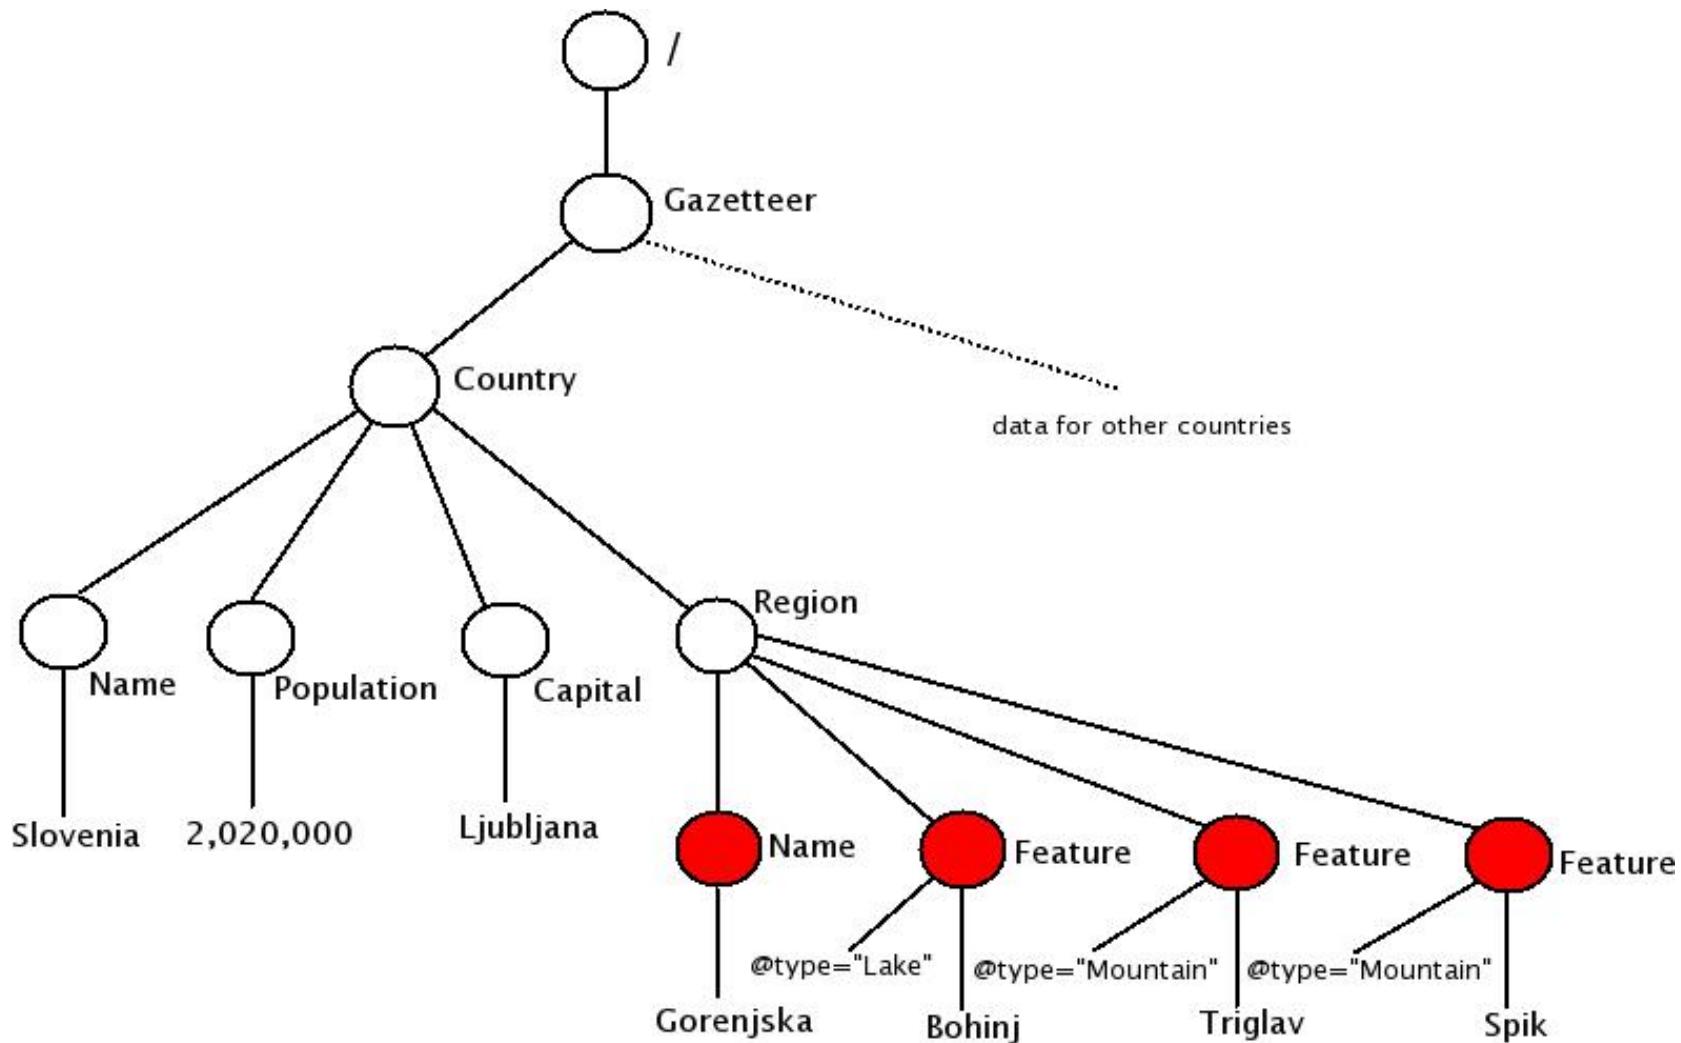 /
Gazetteer
Country
data for other countries
Region
Name
Population
Capital
Slovenia
2,020,000
Ljubljana
Name
Feature
Feature
Feature
@type="Lake"
@type="Mountain"
@type="Mountain"
Gorenjska
Bohinj
Triglav
Spik